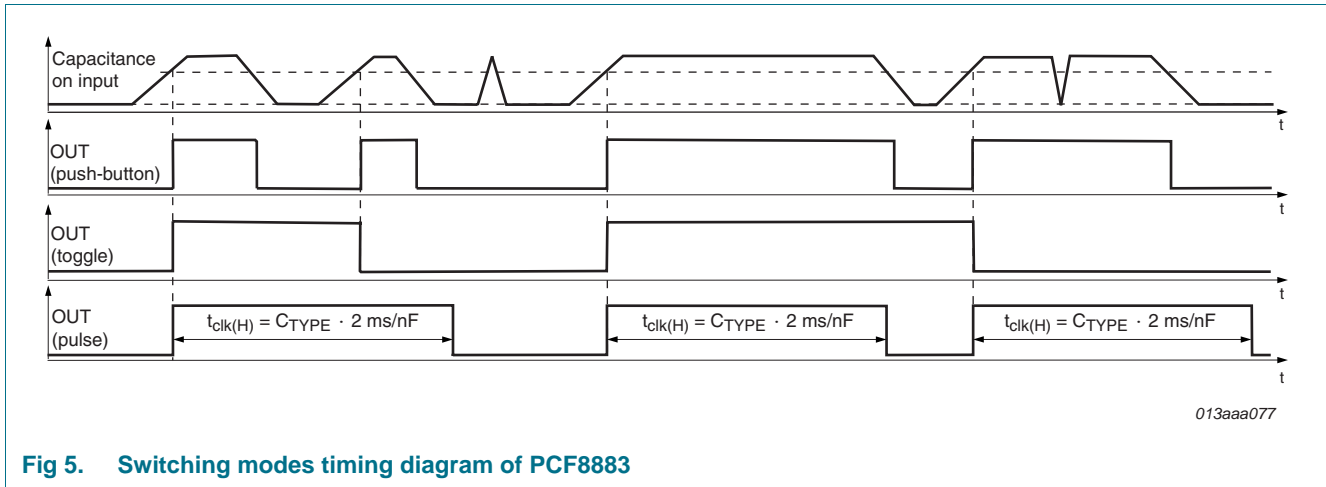 Capacitance
on input
t
OUT
(push-button)
t
OUT
(toggle)
t
OUT
(pulse)
tclk(H) = CTYPE · 2 ms/nF
tclk(H) = CTYPE · 2 ms/nF
tclk(H) = CTYPE · 2 ms/nF
t
013aaa077
Fig 5. Switching modes timing diagram of PCF8883